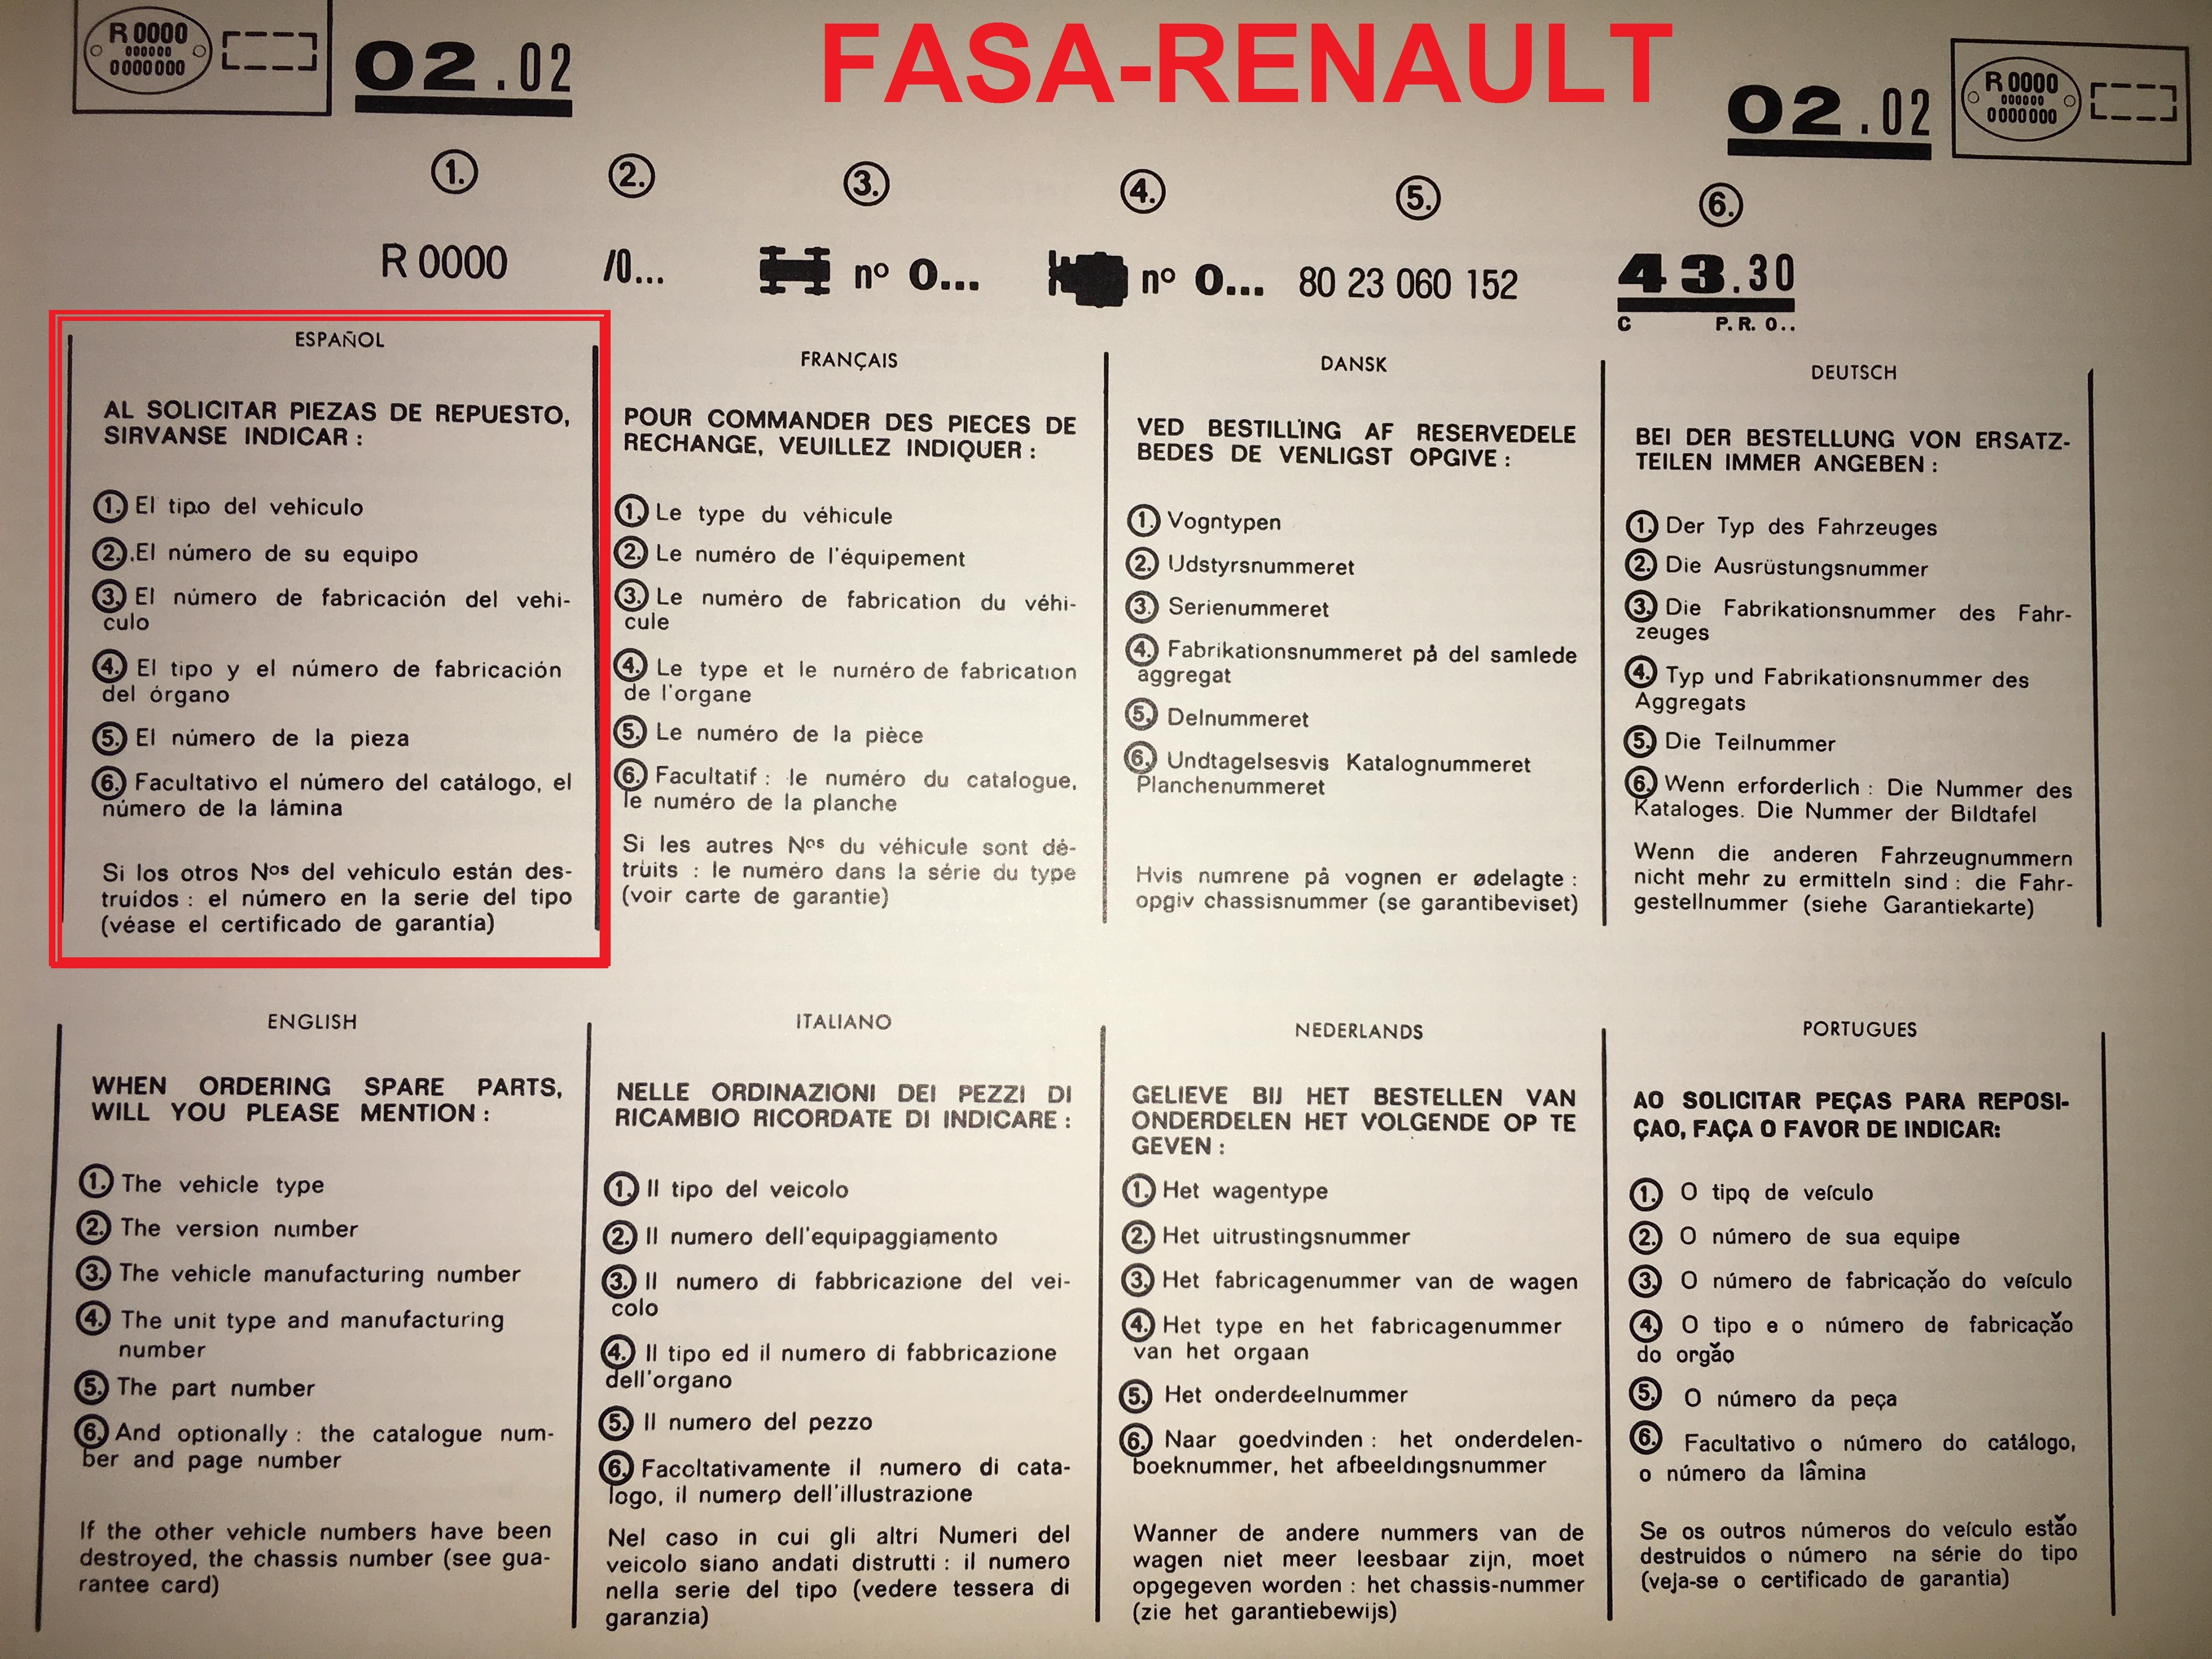 R 0000
000000
0000000
02.02
FASA-RENAULT
02.02
R 0000
000000
0000000
1.
2.
3.
4.
5.
6.
R 0000
/0...
nº 0...
nº 0...
80 23 060 152
43.30
C P.R. 0..
ESPAÑOL
AL SOLICITAR PIEZAS DE REPUESTO,
SIRVANSE INDICAR :
1. El tipo del vehículo
2. .El número de su equipo
3. El número de fabricación del vehi-
culo
4. El tipo y el número de fabricación
del órgano
5. El número de la pieza
6. Facultativo el número del catálogo, el
número de la lámina
Si los otros Nos del vehículo están des-
truídos : el número en la serie del tipo
(véase el certificado de garantía)
FRANÇAIS
POUR COMMANDER DES PIECES DE
RECHANGE, VEUILLEZ INDIQUER :
1. Le type du véhicule
2. Le numéro de l'équipement
3. Le numéro de fabrication du véhi-
cule
4. Le type et le numéro de fabrication
de l'organe
5. Le numéro de la pièce
6. Facultatif : le numéro du catalogue,
le numéro de la planche
Si les autres Nos du véhicule sont dé-
truits : le numéro dans la série du type
(voir carte de garantie)
DANSK
VED BESTILLING AF RESERVEDELE
BEDES DE VENLIGST OPGIVE :
1. Vogntypen
2. Udstyrsnummeret
3. Serienummeret
4. Fabrikationsnummeret på del samlede
aggregat
5. Delnummeret
6. Undtagelsesvis Katalognummeret
Planchenummeret
Hvis numrene på vognen er ødelagte :
opgiv chassisnummer (se garantibeviset)
DEUTSCH
BEI DER BESTELLUNG VON ERSATZ-
TEILEN IMMER ANGEBEN :
1. Der Typ des Fahrzeuges
2. Die Ausrüstungsnummer
3. Die Fabrikationsnummer des Fahr-
zeuges
4. Typ und Fabrikationsnummer des
Aggregats
5. Die Teilnummer
6. Wenn erforderlich : Die Nummer des
Kataloges. Die Nummer der Bildtafel
Wenn die anderen Fahrzeugnummern
nicht mehr zu ermitteln sind : die Fahr-
gestellnummer (siehe Garantiekarte)
ENGLISH
WHEN ORDERING SPARE PARTS,
WILL YOU PLEASE MENTION :
1. The vehicle type
2. The version number
3. The vehicle manufacturing number
4. The unit type and manufacturing
number
5. The part number
6. And optionally : the catalogue num-
ber and page number
If the other vehicle numbers have been
destroyed, the chassis number (see gua-
rantee card)
ITALIANO
NELLE ORDINAZIONI DEI PEZZI DI
RICAMBIO RICORDATE DI INDICARE :
1. Il tipo del veicolo
2. Il numero dell'equipaggiamento
3. Il numero di fabbricazione del vei-
colo
4. Il tipo ed il numero di fabbricazione
dell'organo
5. Il numero del pezzo
6. Facoltativamente il numero di cata-
logo, il numero dell'illustrazione
Nel caso in cui gli altri Numeri del
veicolo siano andati distrutti : il numero
nella serie del tipo (vedere tessera di
garanzia)
NEDERLANDS
GELIEVE BIJ HET BESTELLEN VAN
ONDERDELEN HET VOLGENDE OP TE
GEVEN :
1. Het wagentype
2. Het uitrustingsnummer
3. Het fabricagenummer van de wagen
4. Het type en het fabricagenummer
van het orgaan
5. Het onderdeelnummer
6. Naar goedvinden : het onderdelen-
boeknummer, het afbeeldingsnummer
Wanner de andere nummers van de
wagen niet meer leesbaar zijn, moet
opgegeven worden : het chassis-nummer
(zie het garantiebewijs)
PORTUGUES
AO SOLICITAR PEÇAS PARA REPOSI-
ÇAO, FAÇA O FAVOR DE INDICAR:
1. O tipo de veículo
2. O número de sua equipe
3. O número de fabricaçǎo do veículo
4. O tipo e o número de fabricaçǎo
do orgǎo
5. O número da peça
6. Facultativo o número do catálogo,
o número da lâmina
Se os outros números do veículo estǎo
destruidos o número na série do tipo
(veja-se o certificado de garantia)